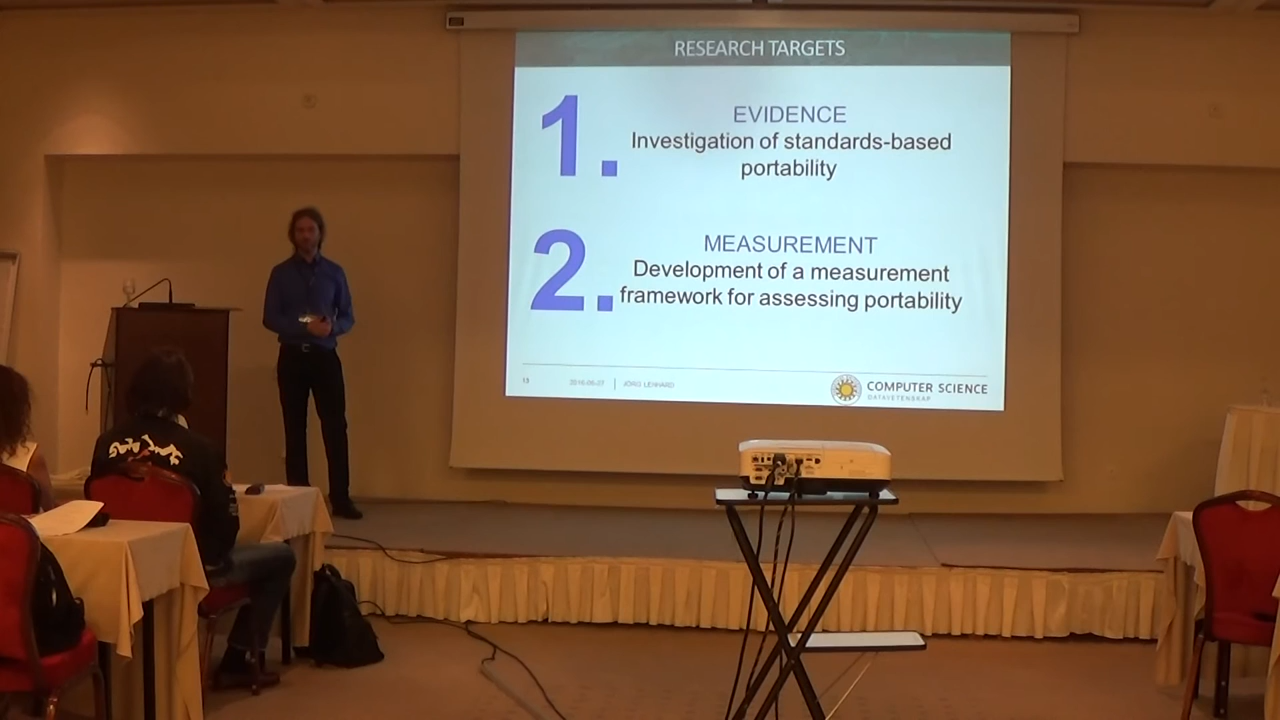 RESEARCH TARGETS
1.
EVIDENCE
Investigation of standards-based
portability
2.
MEASUREMENT
Development of a measurement
framework for assessing portability
13
JÖRG LENHARD
COMPUTER SCIENCE
DATAVETENSKAP